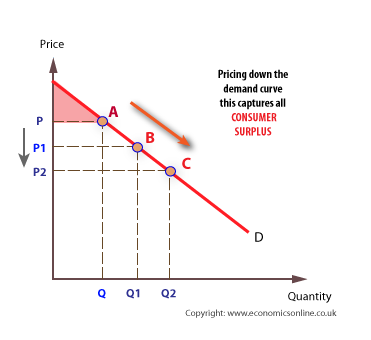 Price
Pricing down the
demand curve
this captures all
CONSUMER
SURPLUS
A
P
B
P1
C
P2
D
Q
Q1
Q2
Quantity
Copyright: www.economicsonline.co.uk